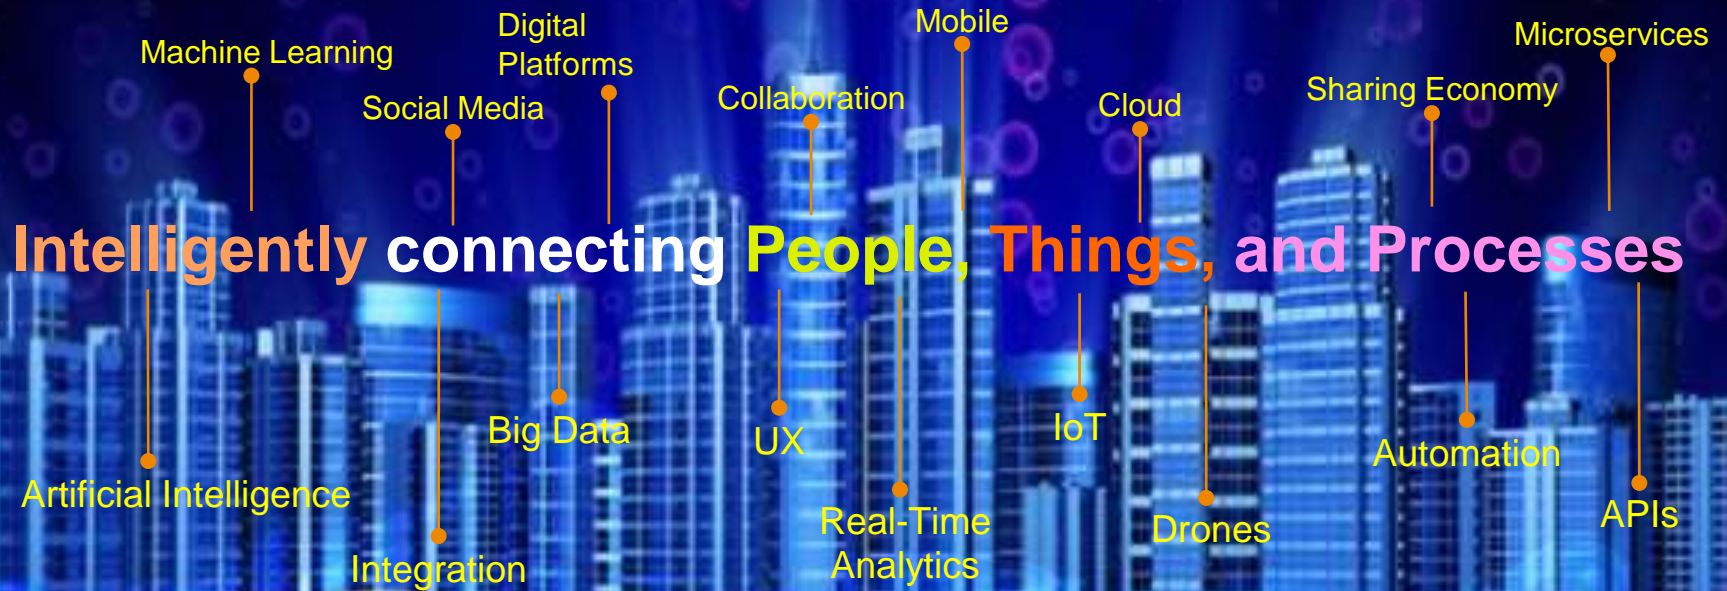 Machine Learning
Social Media
Digital
Platforms
Collaboration
Mobile
Cloud
Sharing Economy
Microservices
Intelligently connecting People, Things, and Processes
Artificial Intelligence
Integration
Big Data
UX
Real-Time
Analytics
IoT
Drones
Automation
APIs